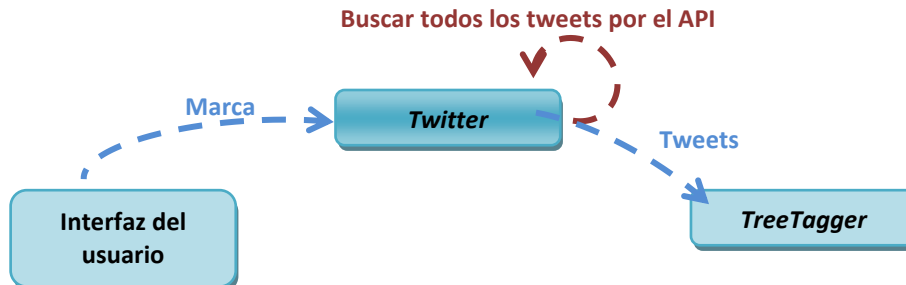 Buscar todos los tweets por el API
Marca
Twitter
Tweets
Interfaz del
usuario
TreeTagger